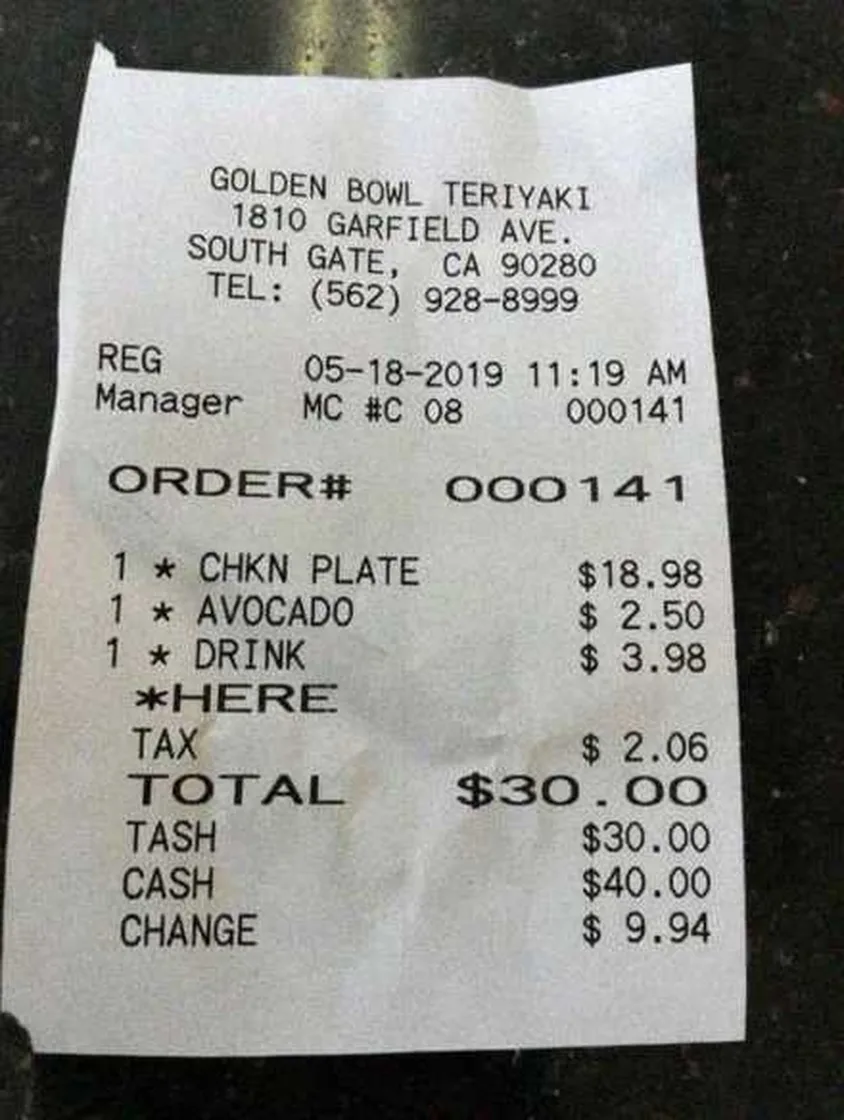 GOLDEN BOWL TERIYAKI
1810 GARFIELD AVE.
SOUTH GATE, CA 90280
TEL: (562) 928-8999
REG 05-18-2019 11:19 AM
Manager MC #C 08 000141
ORDER# 000141
1 * CHKN PLATE $18.98
1 * AVOCADO $ 2.50
1 * DRINK $ 3.98
*HERE
TAX $ 2.06
TOTAL $30.00
TASH $30.00
CASH $40.00
CHANGE $ 9.94